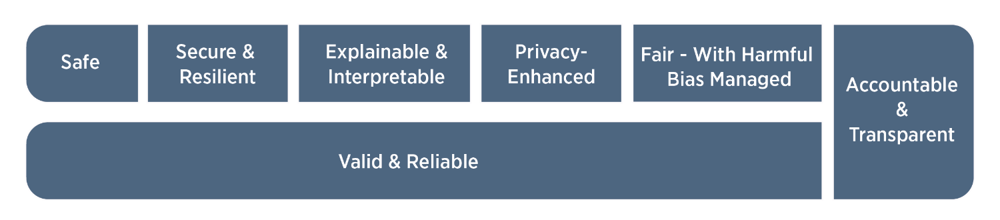 Safe
Secure &
Resilient
Explainable &
Interpretable
Privacy-
Enhanced
Fair - With Harmful
Bias Managed
Accountable
&
Transparent
Valid & Reliable